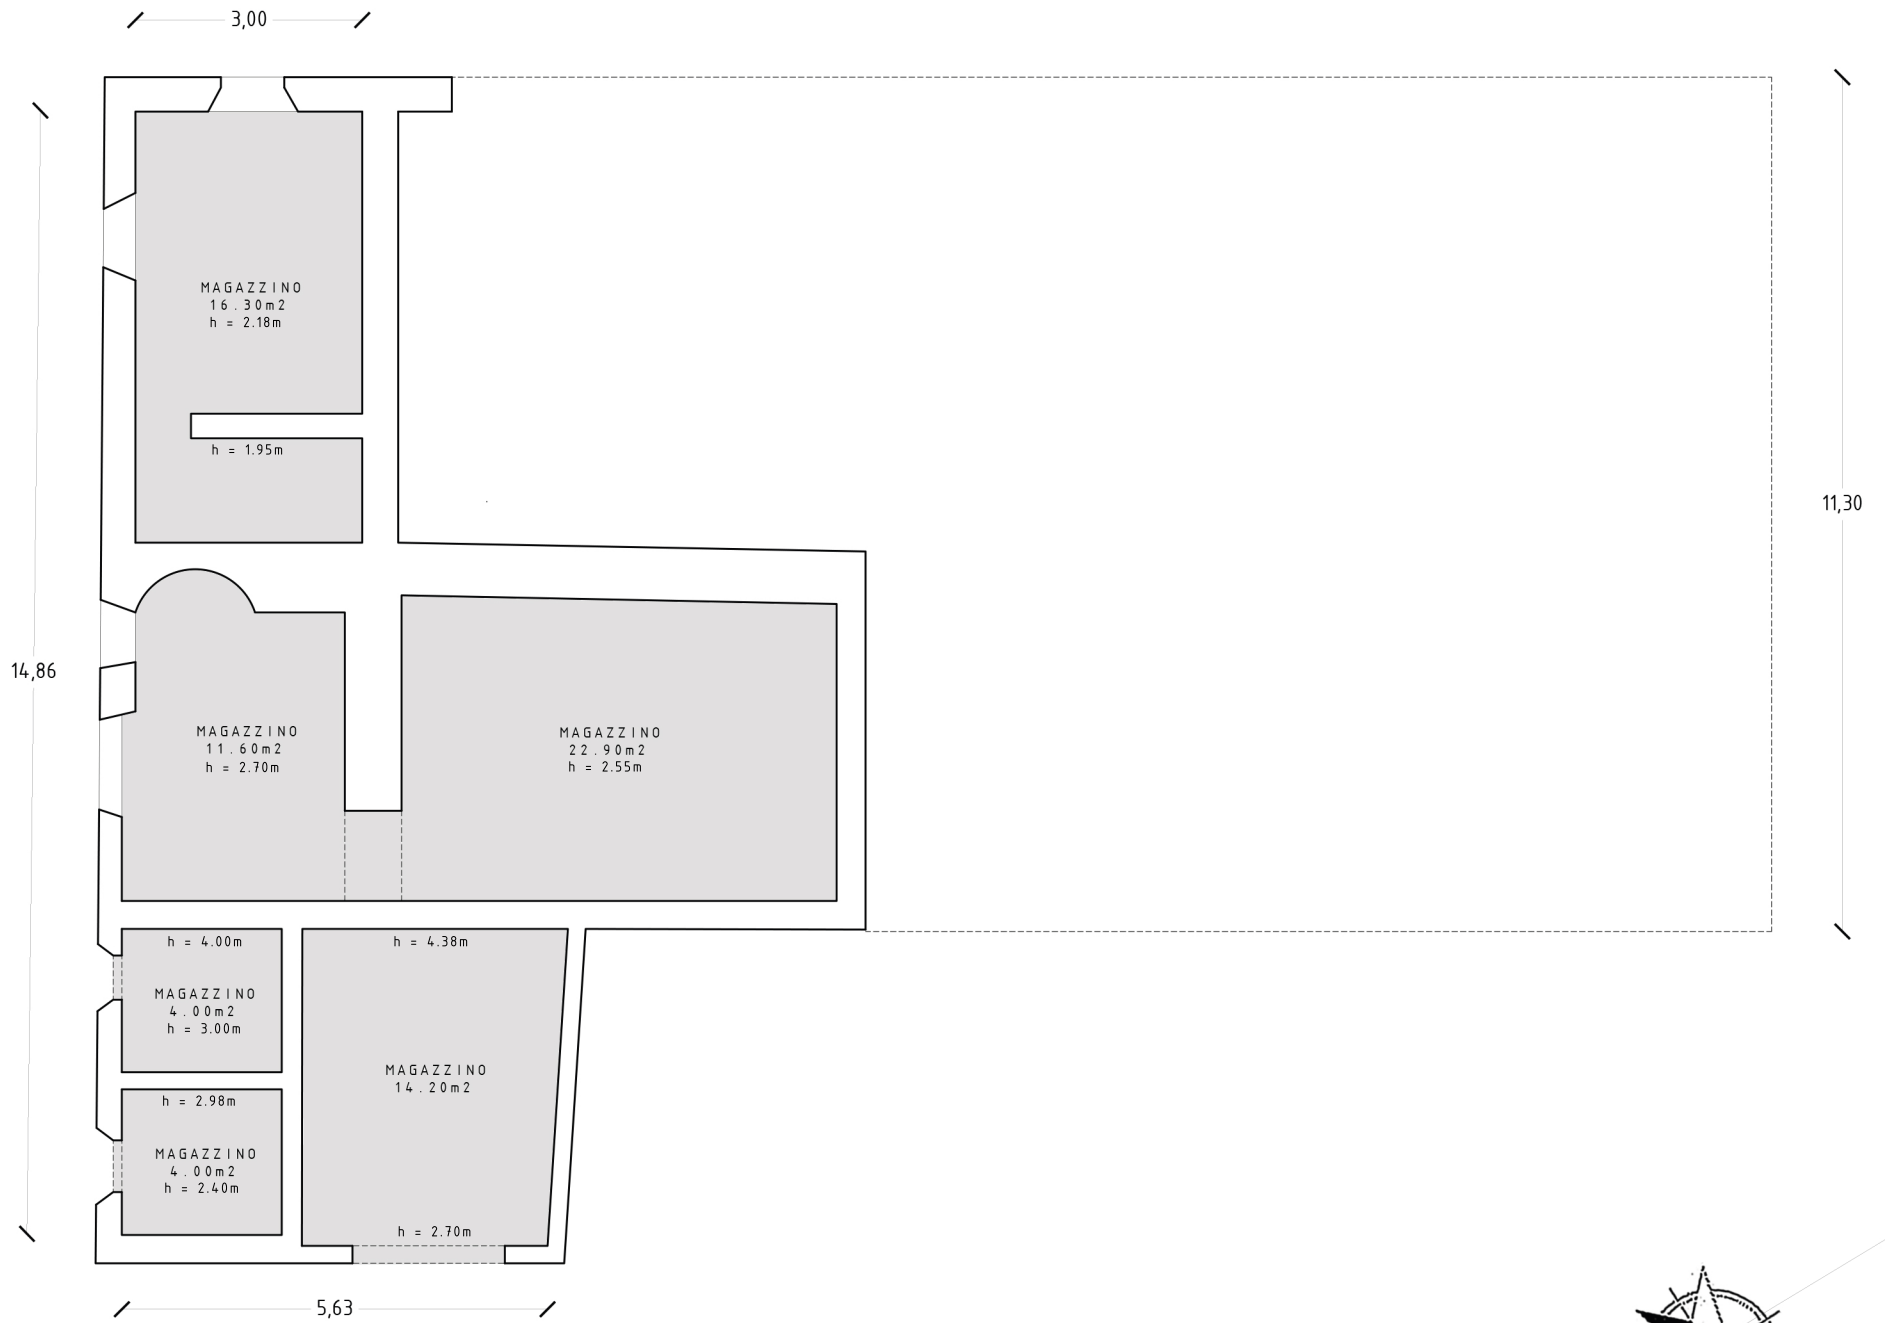 3,00
MAGAZZINO
16.30m2
h = 2.18m
h = 1.95m
11,30
14,86
MAGAZZINO
11.60m2
h = 2.70m
MAGAZZINO
22.90m2
h = 2.55m
h = 4.00m
h = 4.38m
MAGAZZINO
4.00m2
h = 3.00m
MAGAZZINO
14.20m2
h = 2.98m
MAGAZZINO
4.00m2
h = 2.40m
h = 2.70m
5,63